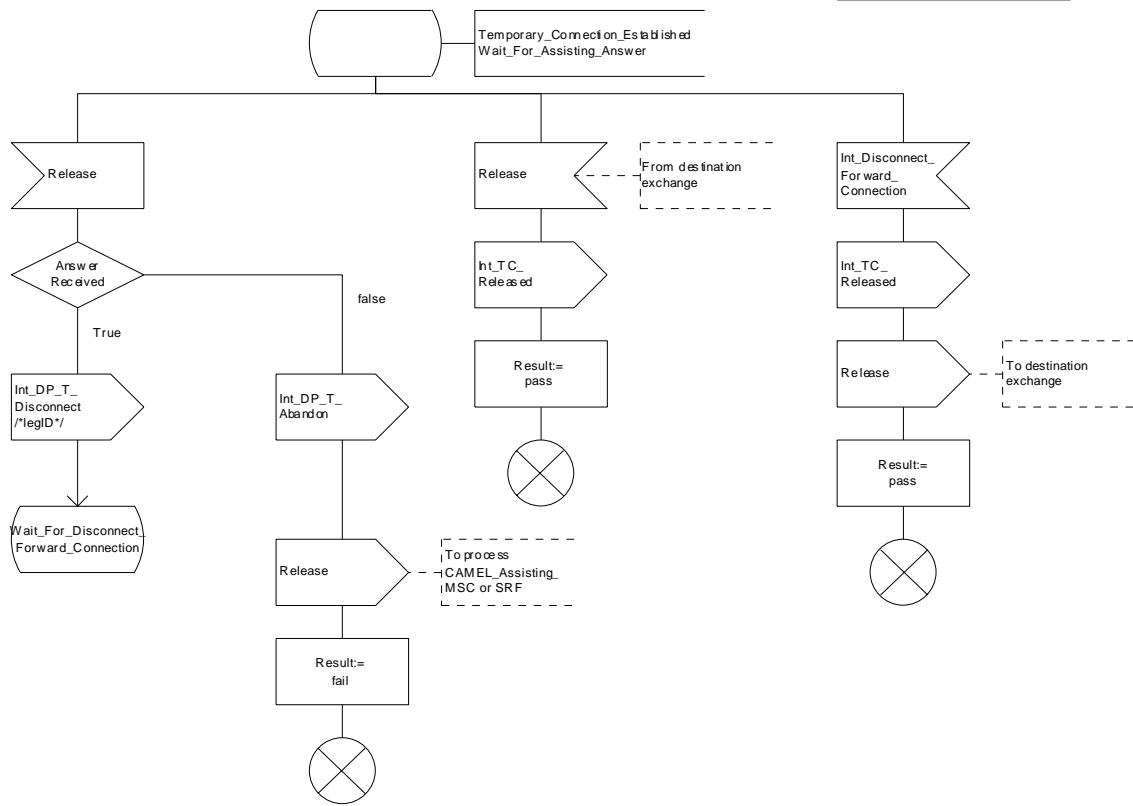 Temporary_Connection_Established
Wait_For_Assisting_Answer
Release
Release
From destination
exchange
Int_Disconnect_
Forward_
Connection
Answer
Received
false
True
Int_TC_
Released
Int_TC_
Released
Int_DP_T_
Disconnect
/*legID*/
Int_DP_T_
Abandon
Result:=
pass
Release
To destination
exchange
Result:=
pass
Wait_For_Disconnect_
Forward_Connection
Release
To process
CAMEL_Assisting_
MSC or SRF
Result:=
fail